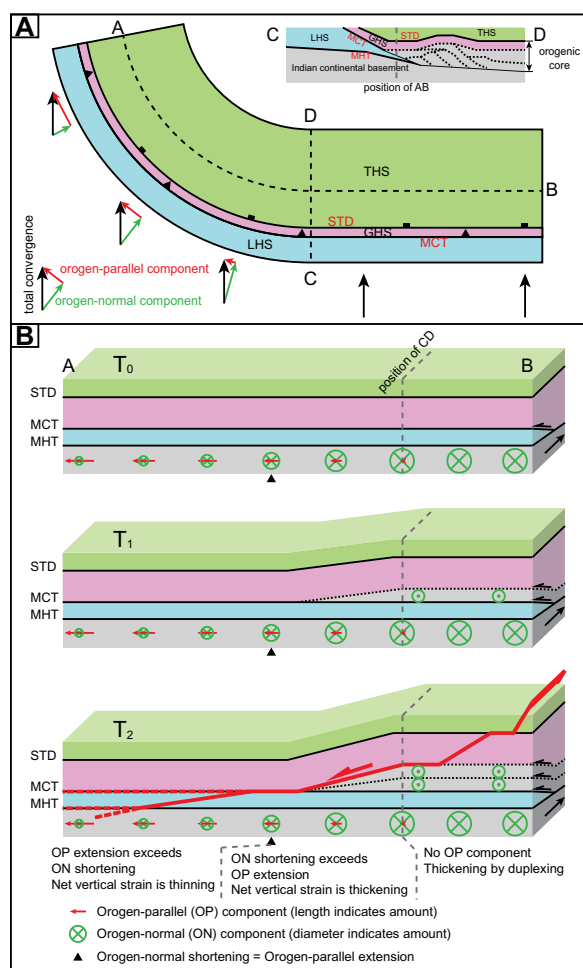 A
A
C
D
LHS
MCT
GHS
STD
THS
MHT
orogenic
core
Indian continental basement
position of AB
D
THS
B
STD
GHS
LHS
MCT
C
total convergence
orogen-parallel component
orogen-normal component
B
A
T0
position of CD
B
STD
MCT
MHT
T1
STD
MCT
MHT
T2
STD
MCT
MHT
OP extension exceeds
ON shortening
Net vertical strain is thinning
ON shortening exceeds
OP extension
Net vertical strain is thickening
No OP component
Thickening by duplexing
Orogen-parallel (OP) component (length indicates amount)
Orogen-normal (ON) component (diameter indicates amount)
Orogen-normal shortening = Orogen-parallel extension